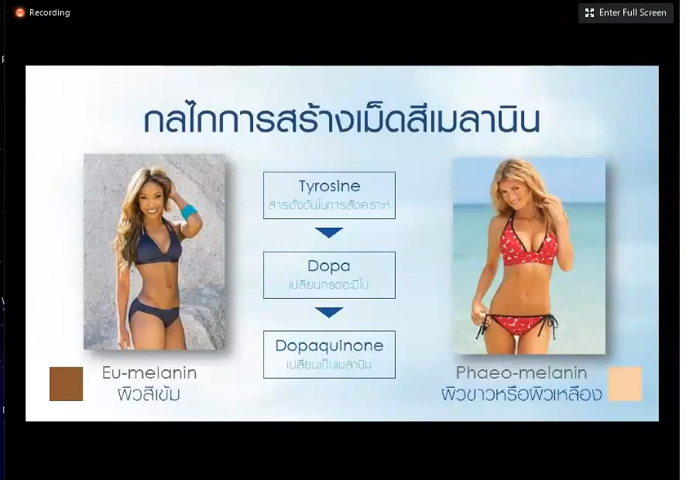 Recording
Enter Full Screen
กลไกการสร้างเม็ดสีเมลานิน
Tyrosine
สารตั้งต้นในการสังเคราะห์
Dopa
เปลี่ยนกรดอะมิโน
Dopaquinone
เปลี่ยนเป็นเมลานิน
Eu-melanin
ผิวสีเข้ม
Phaeo-melanin
ผิวขาวหรือผิวเหลือง